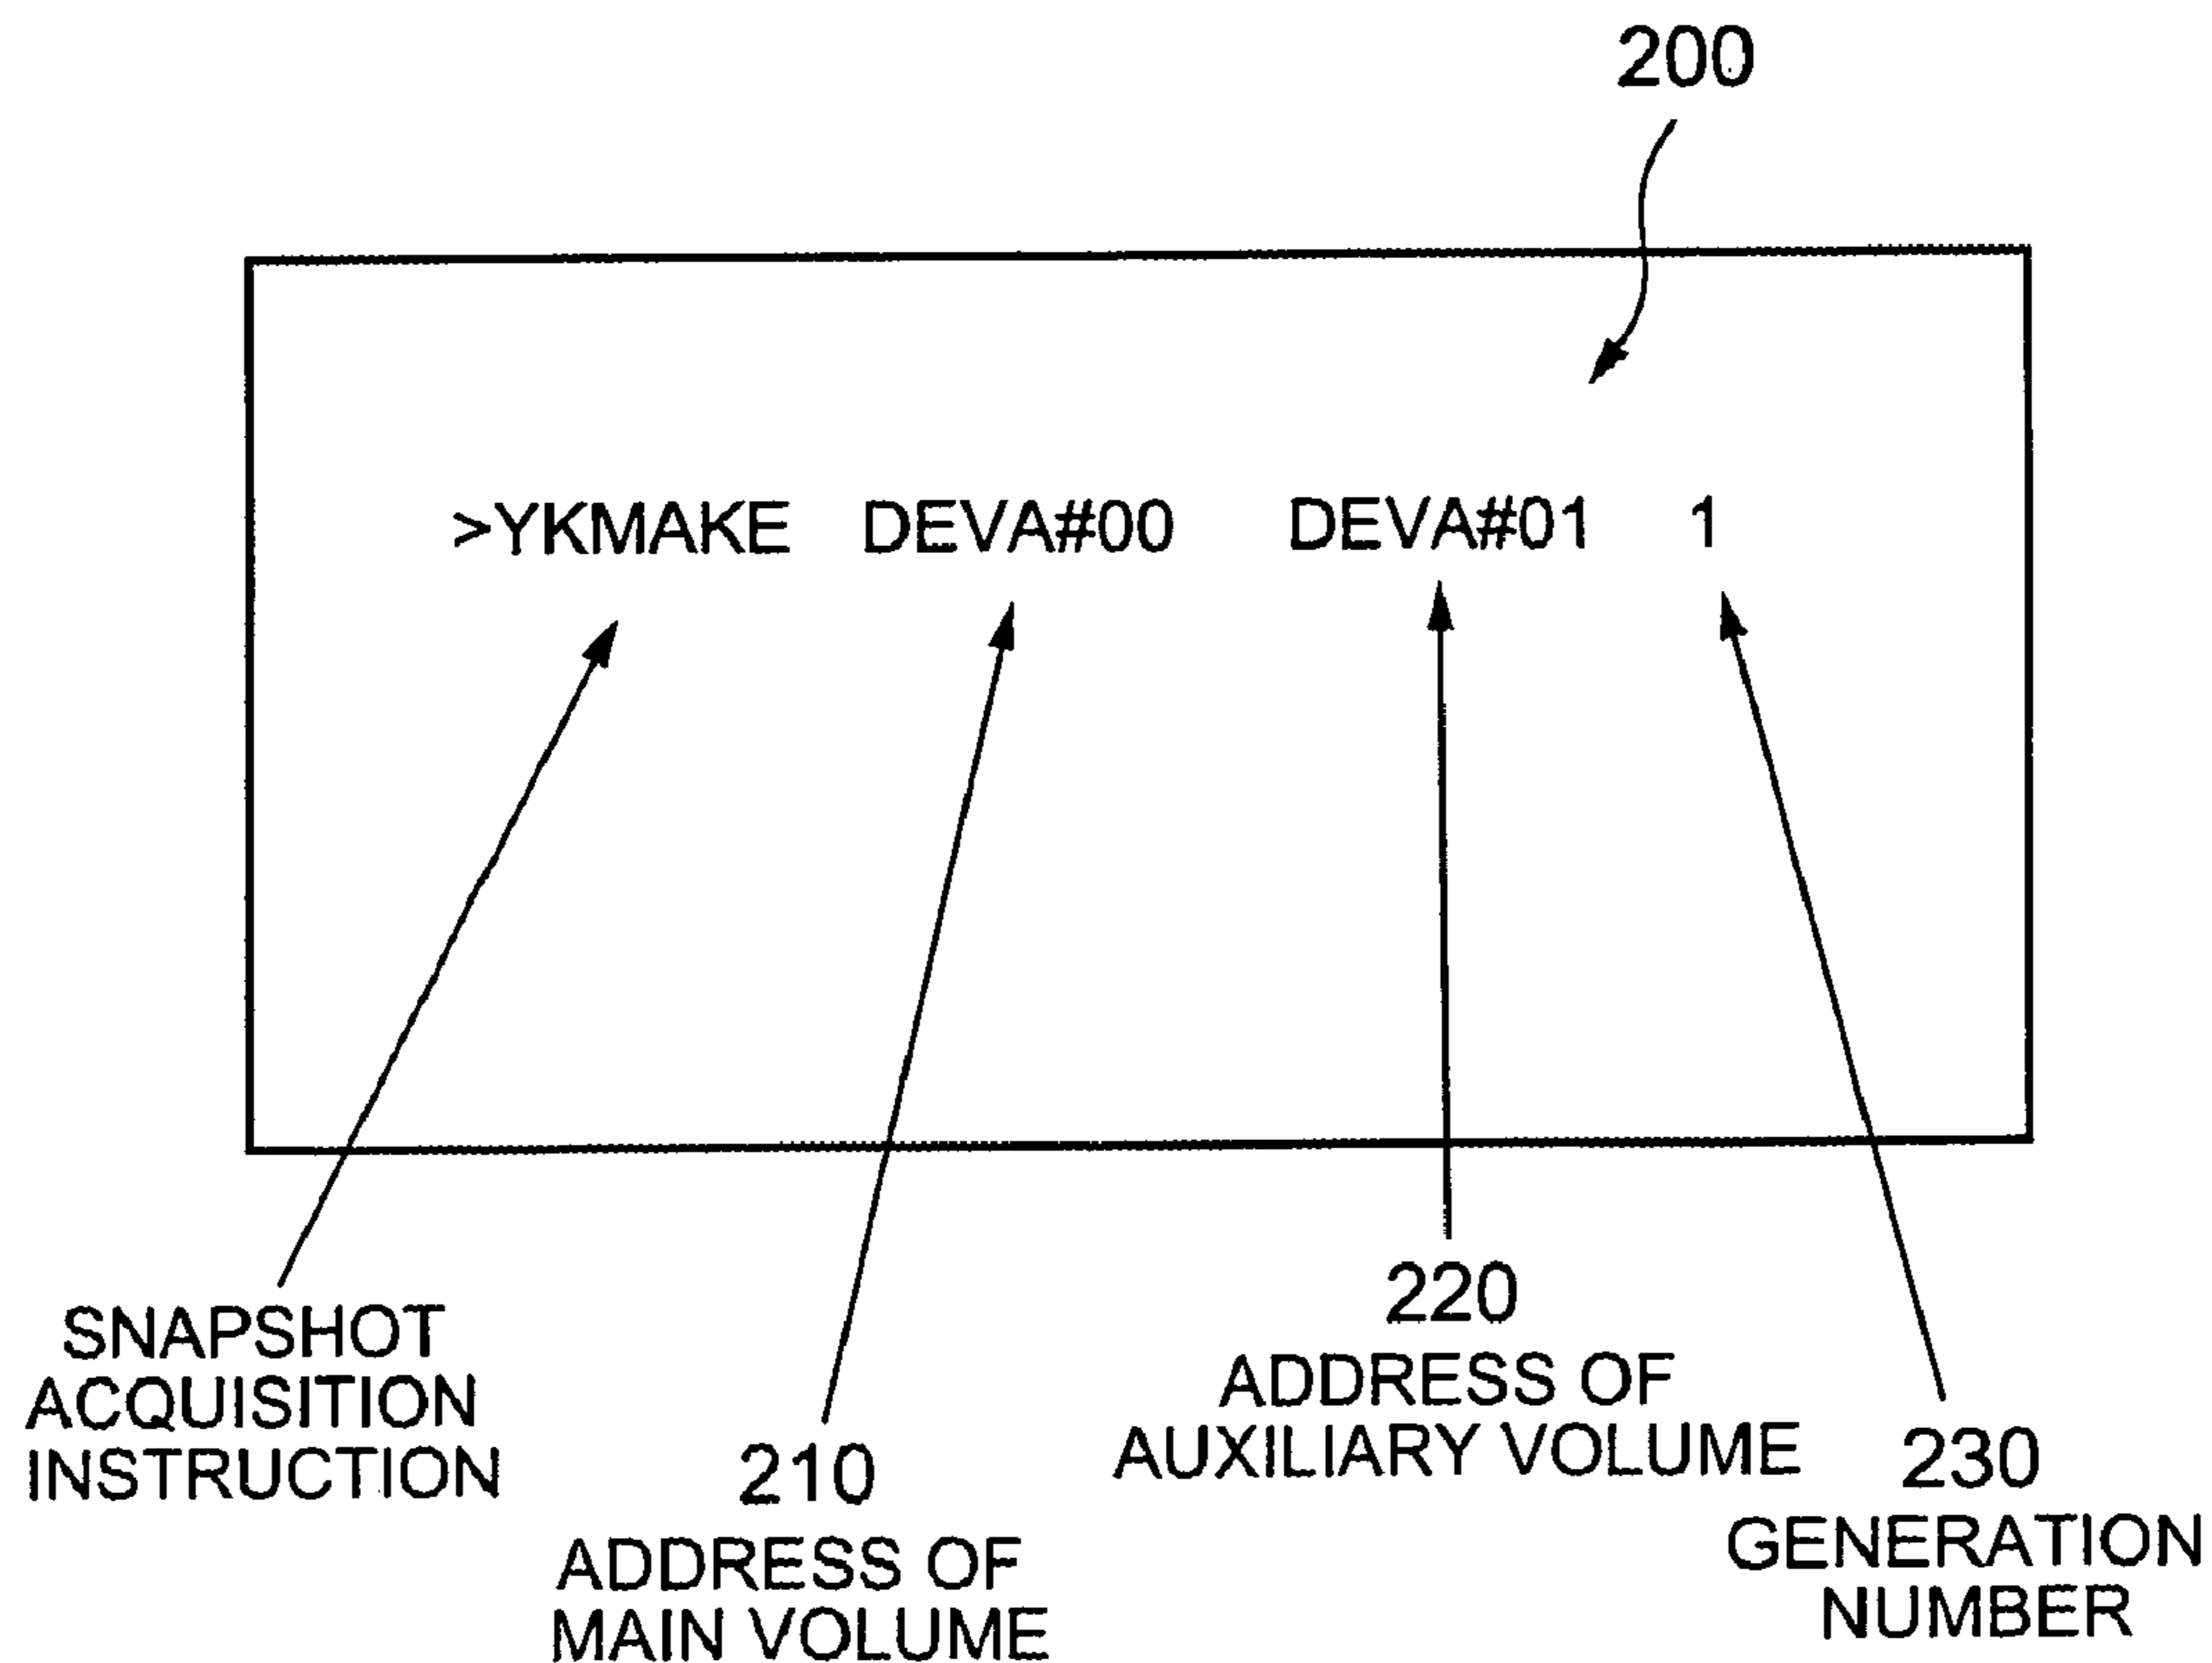 200
>YKMAKE DEVA#00 DEVA#01 1
SNAPSHOT
ACQUISITION
INSTRUCTION
210
ADDRESS OF
MAIN VOLUME
220
ADDRESS OF
AUXILIARY VOLUME
230
GENERATION
NUMBER